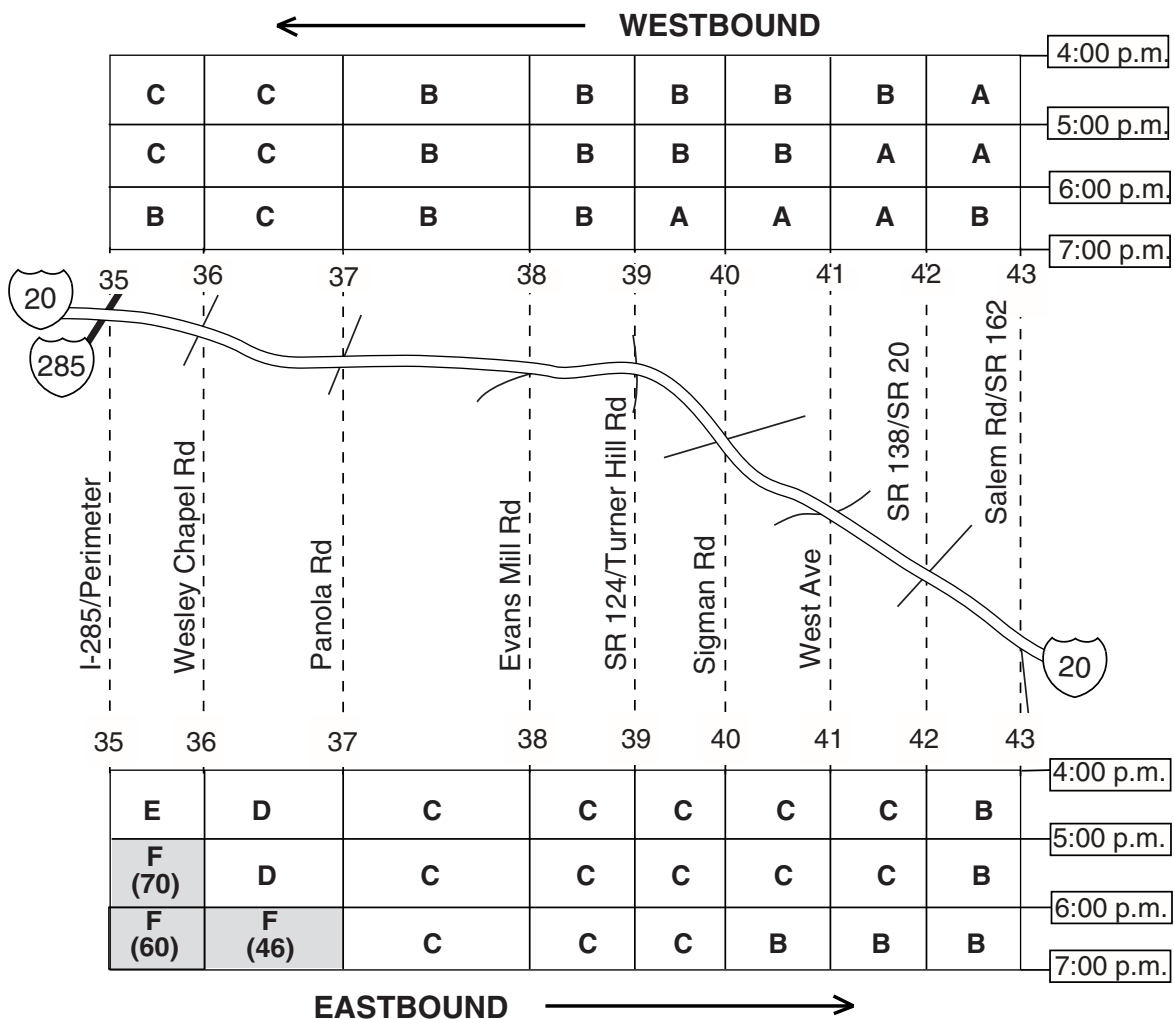 WESTBOUND
4:00 p.m.
C C B B B B B A
5:00 p.m.
C C B B B B A A
6:00 p.m.
B C B B A A A B
7:00 p.m.
35 36 37 38 39 40 41 42 43
20
285
I-285/Perimeter
Wesley Chapel Rd
Panola Rd
Evans Mill Rd
SR 124/Turner Hill Rd
Sigman Rd
West Ave
SR 138/SR 20
Salem Rd/SR 162
20
35 36 37 38 39 40 41 42 43
4:00 p.m.
E D C C C C C B
5:00 p.m.
F (70) D C C C C C B
6:00 p.m.
F (60) F (46) C C C B B B
7:00 p.m.
EASTBOUND